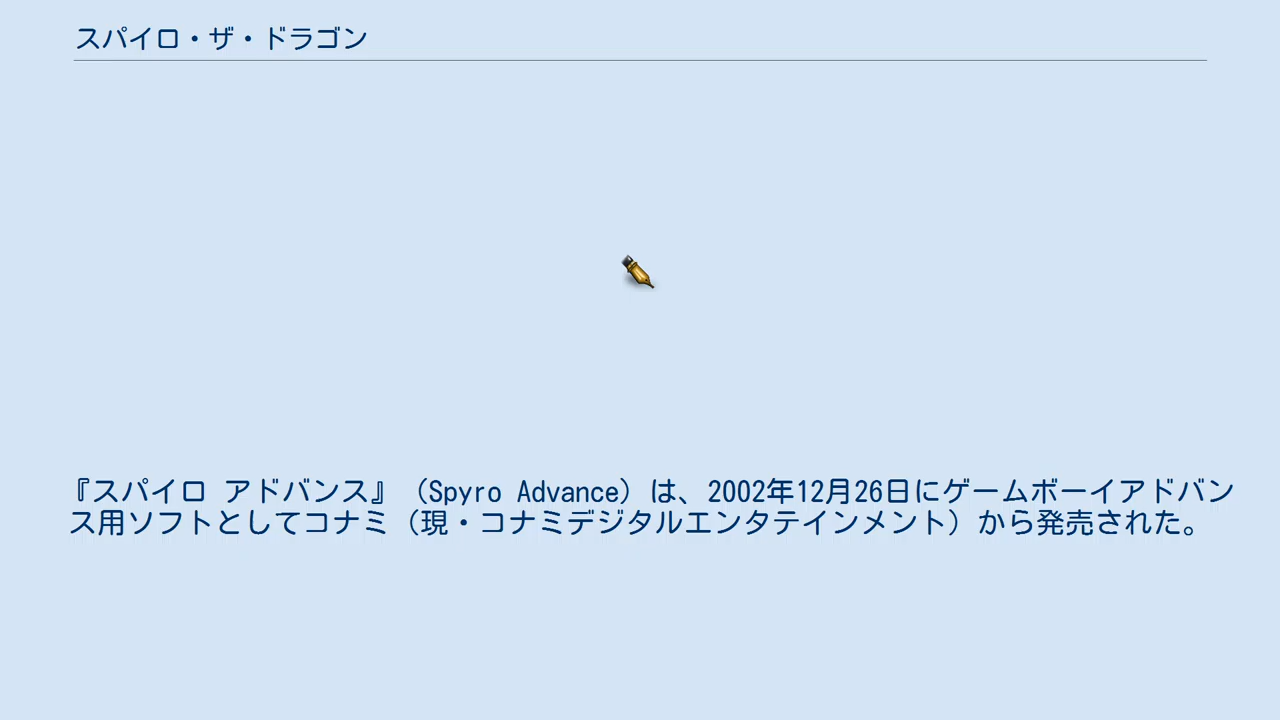 スパイロ・ザ・ドラゴン
『スパイロ アドバンス』（Spyro Advance）は、2002年12月26日にゲームボーイアドバン
ス用ソフトとしてコナミ（現・コナミデジタルエンタテインメント）から発売された。